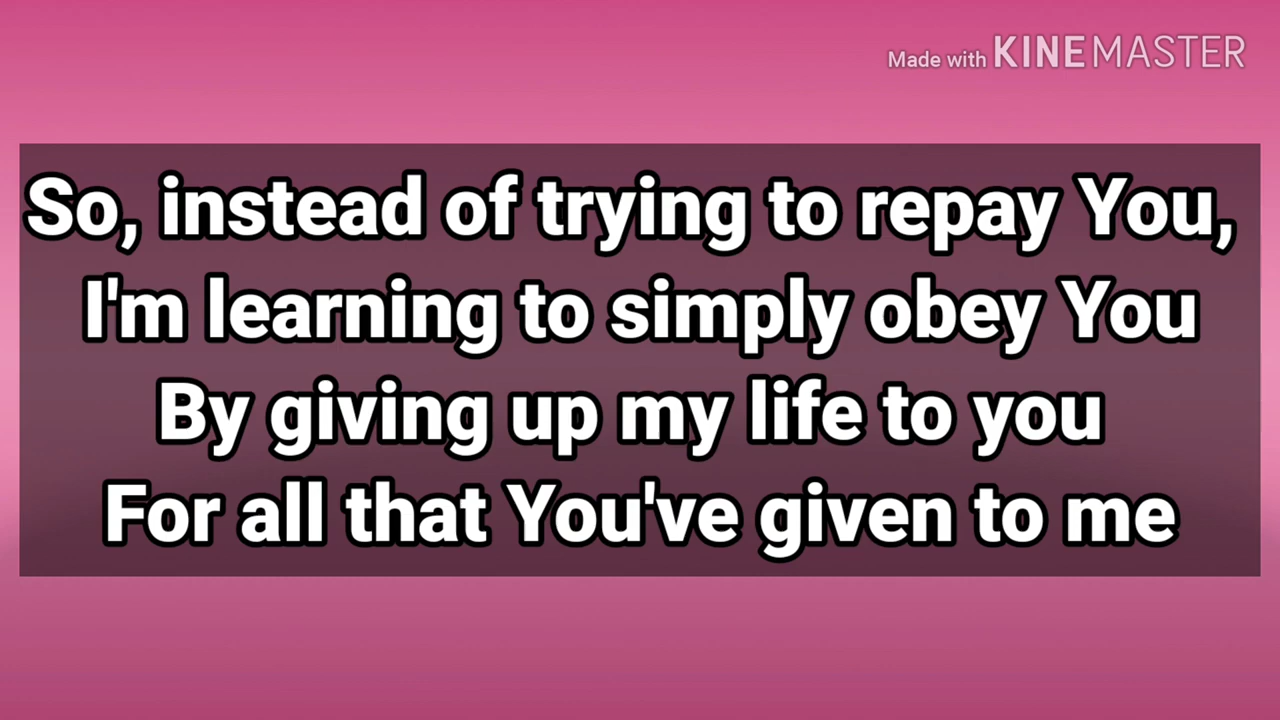 Made with KINEMASTER
So, instead of trying to repay You,
I'm learning to simply obey You
By giving up my life to you
For all that You've given to me